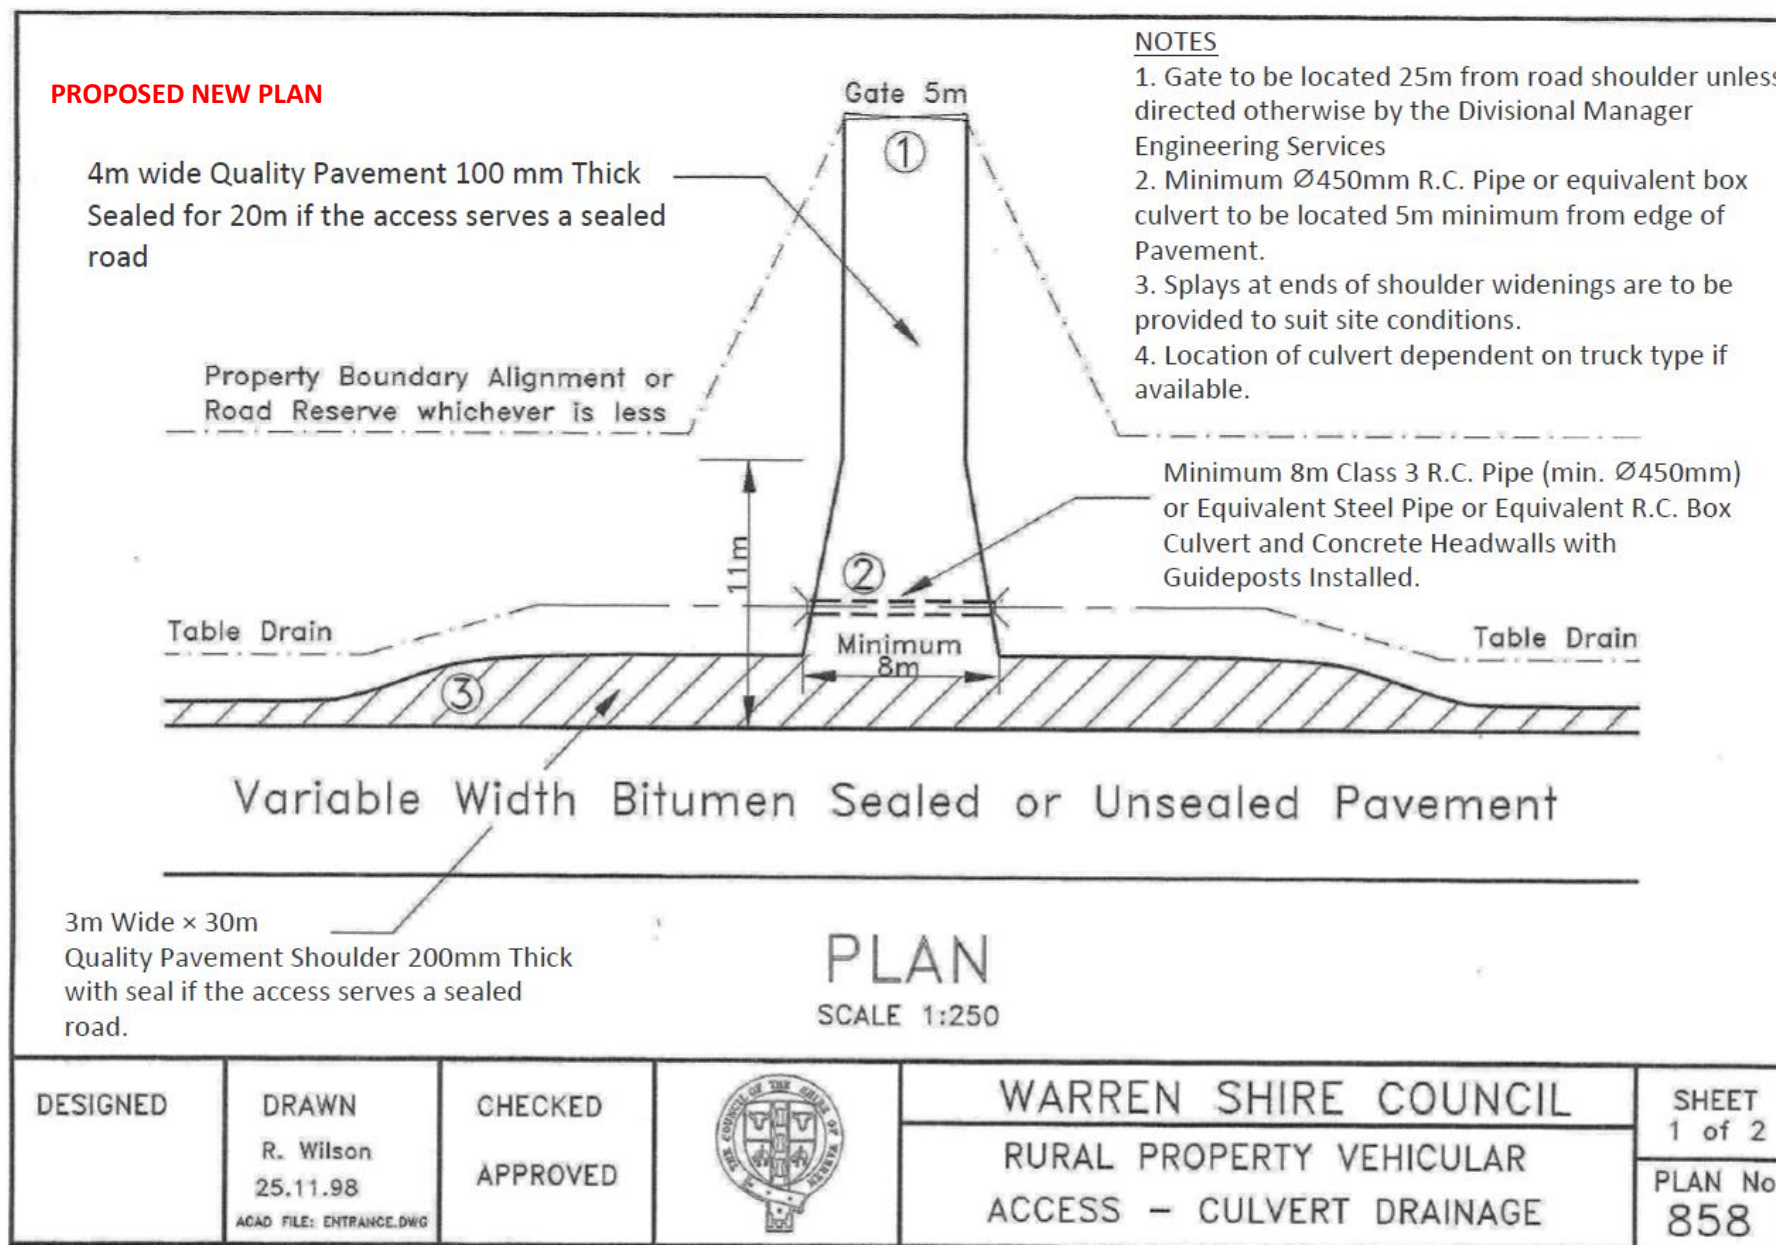 PROPOSED NEW PLAN
4m wide Quality Pavement 100 mm Thick
Sealed for 20m if the access serves a sealed
road
Gate 5m
1
NOTES
1. Gate to be located 25m from road shoulder unless
directed otherwise by the Divisional Manager
Engineering Services
2. Minimum Ø450mm R.C. Pipe or equivalent box
culvert to be located 5m minimum from edge of
Pavement.
3. Splays at ends of shoulder widenings are to be
provided to suit site conditions.
4. Location of culvert dependent on truck type if
available.
Property Boundary Alignment or
Road Reserve whichever is less
Minimum 8m Class 3 R.C. Pipe (min. Ø450mm)
or Equivalent Steel Pipe or Equivalent R.C. Box
Culvert and Concrete Headwalls with
Guideposts Installed.
11m
2
Table Drain
Minimum
8m
Table Drain
3
Variable Width Bitumen Sealed or Unsealed Pavement
3m Wide × 30m
Quality Pavement Shoulder 200mm Thick
with seal if the access serves a sealed
road.
PLAN
SCALE 1:250
DESIGNED
DRAWN
R. Wilson
25.11.98
ACAD FILE: ENTRANCE.DWG
CHECKED
APPROVED
THE COUNCIL OF THE SHIRE OF WARREN
WARREN SHIRE COUNCIL
RURAL PROPERTY VEHICULAR
ACCESS – CULVERT DRAINAGE
SHEET
1 of 2
PLAN No
858